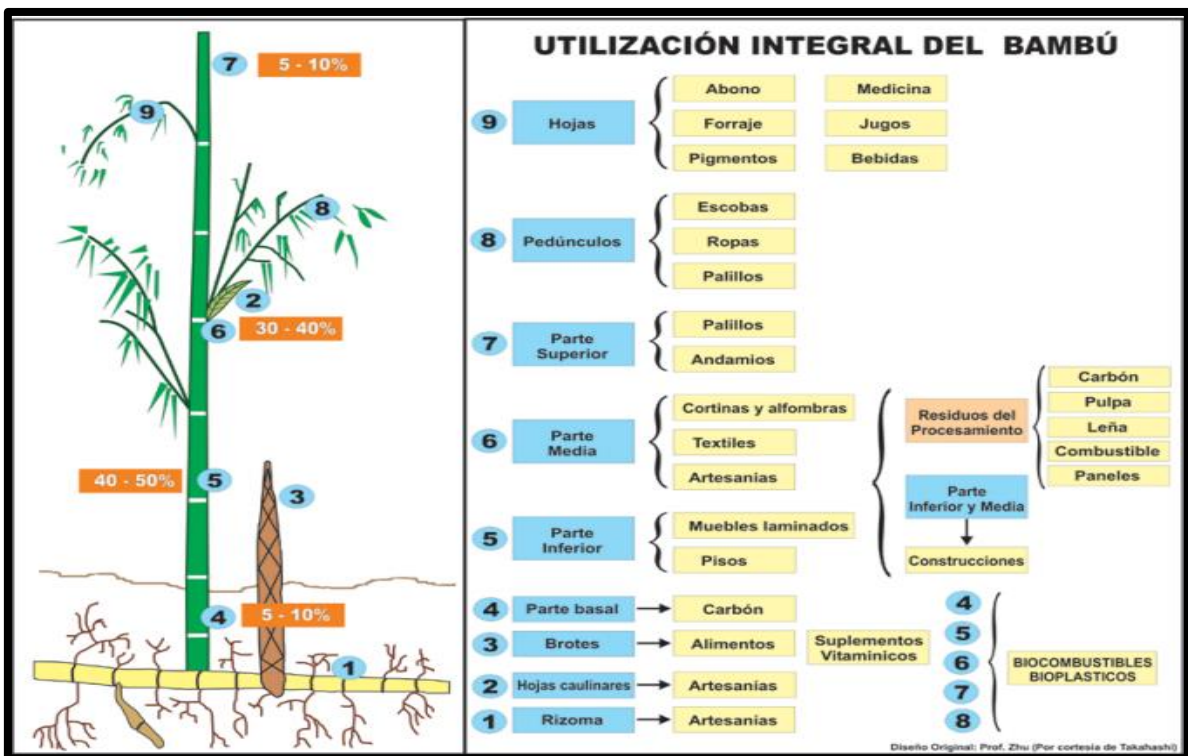 7
5 - 10%
9
8
2
6
30 - 40%
40 - 50%
5
3
4
5 - 10%
1
UTILIZACIÓN INTEGRAL DEL BAMBÚ
9
Hojas
Abono
Medicina
Forraje
Jugos
Pigmentos
Bebidas
8
Pedúnculos
Escobas
Ropas
Palillos
7
Parte
Superior
Palillos
Andamios
6
Parte
Media
Cortinas y alfombras
Textiles
Artesanías
5
Parte
Inferior
Muebles laminados
Pisos
Residuos del
Procesamiento
Carbón
Pulpa
Leña
Combustible
Paneles
Parte
Inferior y Media
Construcciones
4
Parte basal
Carbón
3
Brotes
Alimentos
Suplementos
Vitamínicos
2
Hojas caulinares
Artesanías
1
Rizoma
Artesanías
4
5
6
7
8
BIOCOMBUSTIBLES
BIOPLASTICOS
Diseño Original: Prof. Zhu (Por cortesia de Takahashi)